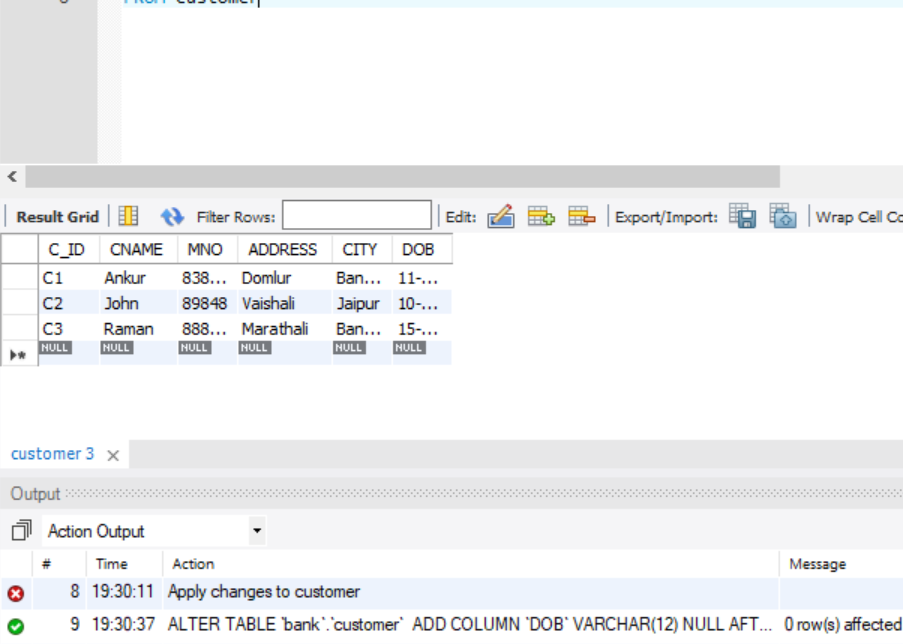 FROM customer
Result Grid Filter Rows: Edit: Export/Import: Wrap Cell Co
C_ID CNAME MNO ADDRESS CITY DOB
C1 Ankur 838... Domlur Ban... 11-...
C2 John 89848 Vaishali Jaipur 10-...
C3 Raman 888... Marathali Ban... 15-...
NULL NULL NULL NULL NULL NULL
customer 3
Output
Action Output
# Time Action Message
8 19:30:11 Apply changes to customer
9 19:30:37 ALTER TABLE `bank`.`customer` ADD COLUMN `DOB` VARCHAR(12) NULL AFT... 0 row(s) affected